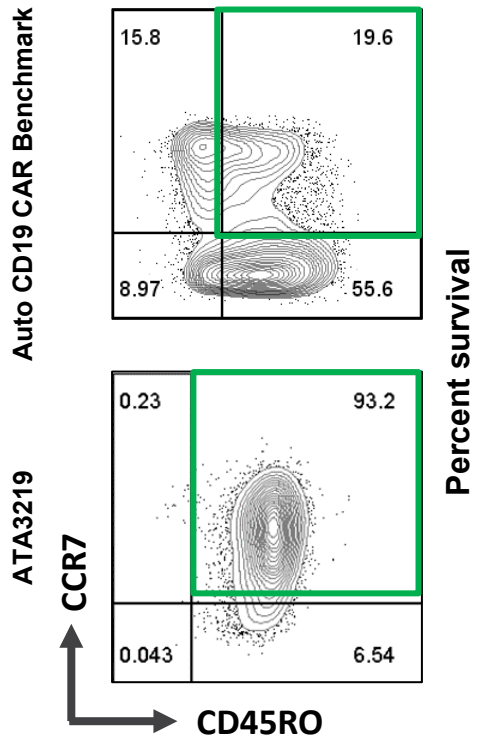 Auto CD19 CAR Benchmark
15.8 19.6
8.97 55.6
Percent survival
ATA3219
0.23 93.2
0.043 6.54
CCR7
CD45RO